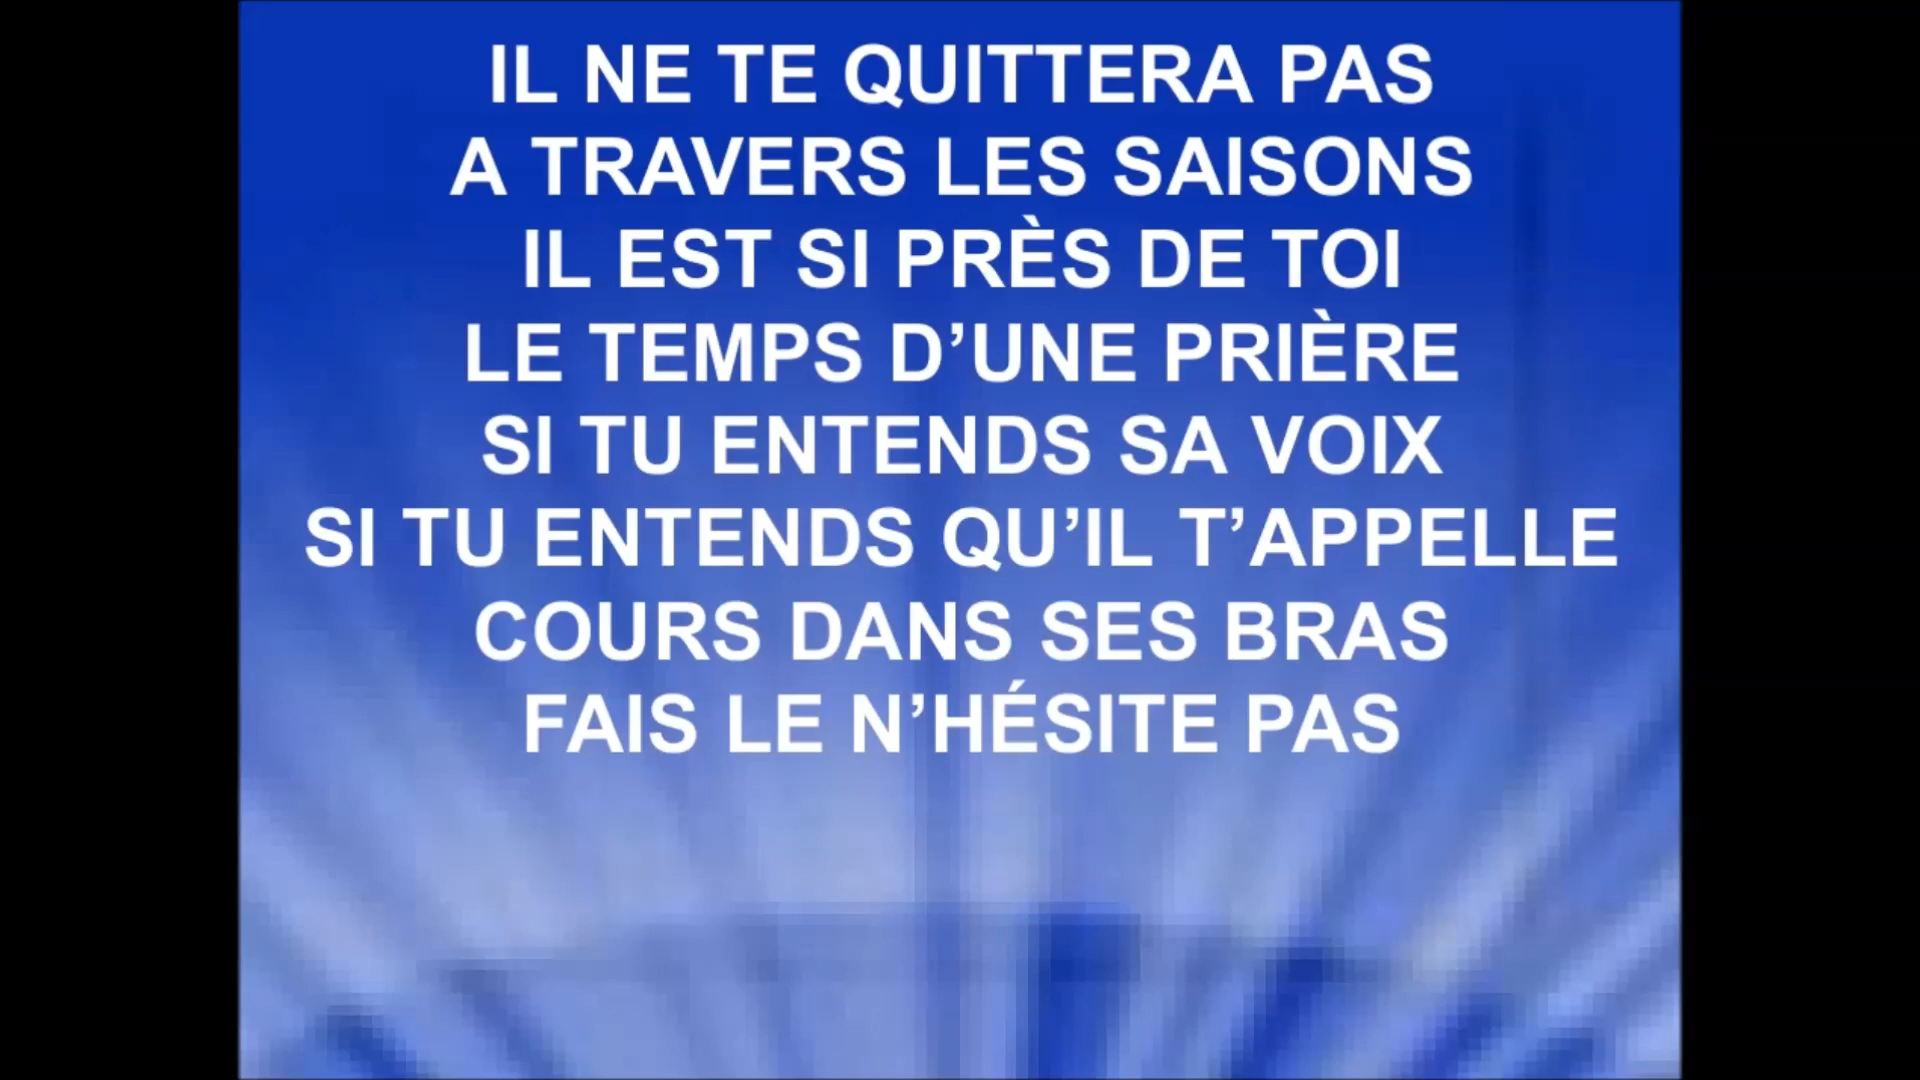 IL NE TE QUITTERA PAS
A TRAVERS LES SAISONS
IL EST SI PRÈS DE TOI
LE TEMPS D’UNE PRIÈRE
SI TU ENTENDS SA VOIX
SI TU ENTENDS QU’IL T’APPELLE
COURS DANS SES BRAS
FAIS LE N’HÉSITE PAS